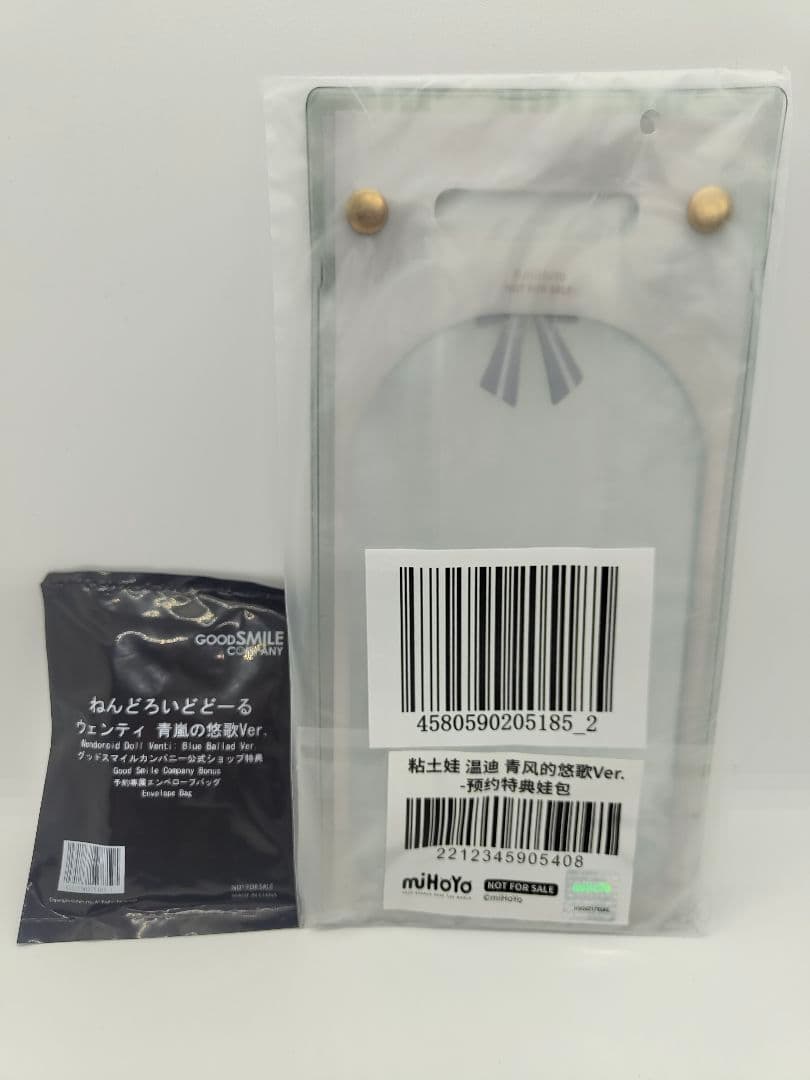 GOODSMILE
COMPANY
ねんどろいどどーる
ウェンティ 青嵐の悠歌Ver.
Nendoroid Doll Venti: Blue Ballad Ver.
グッドスマイルカンパニー公式ショップ特典
Good Smile Company Bonus
予約専属エンベロープバッグ
Envelope Bag
NOT FOR SALE
MADE IN CHINA
4580590205185_2
粘土娃 温迪 青风的悠歌Ver.
-预约特典娃包
2212345905408
miHoYo
NOT FOR SALE
©miHoYo
miHoYo